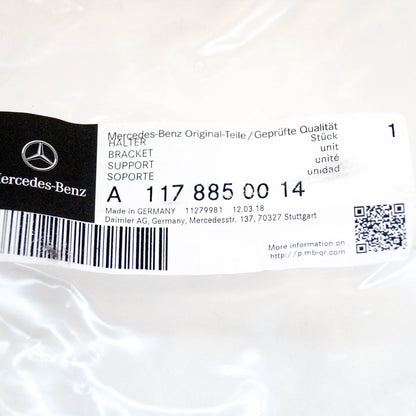 Mercedes-Benz Original-Teile/Geprüfte Qualität
HALTER Stück 1
BRACKET unit
SUPPORT unité
SOPORTE unidad
Mercedes-Benz
A 117 885 00 14
Made in GERMANY 11279981 12.03.18
Daimler AG, Germany, Mercedesstr. 137, 70327 Stuttgart
More information on
http://p.mb-qr.com